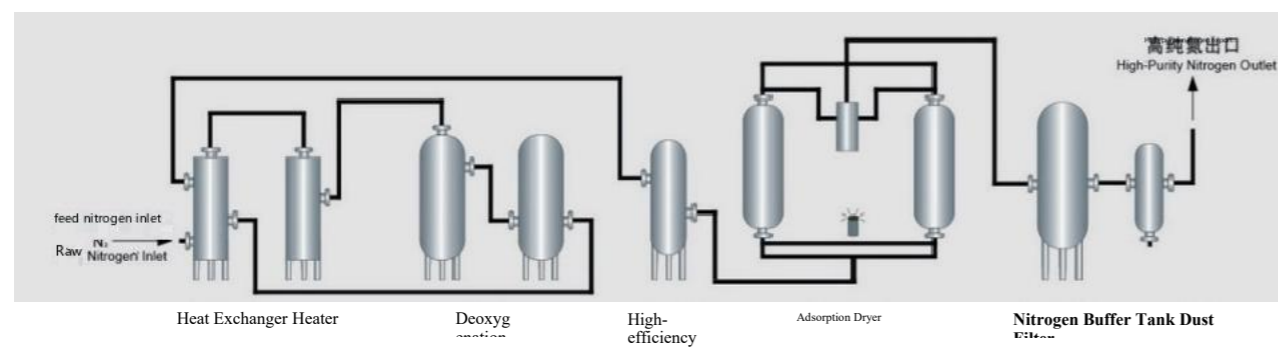 高纯氮出口
High-Purity Nitrogen Outlet
feed nitrogen inlet
N₂
Raw Nitrogen Inlet
Heat Exchanger Heater
Deoxyg
High-
efficiency
Adsorption Dryer
Nitrogen Buffer Tank Dust
Filter